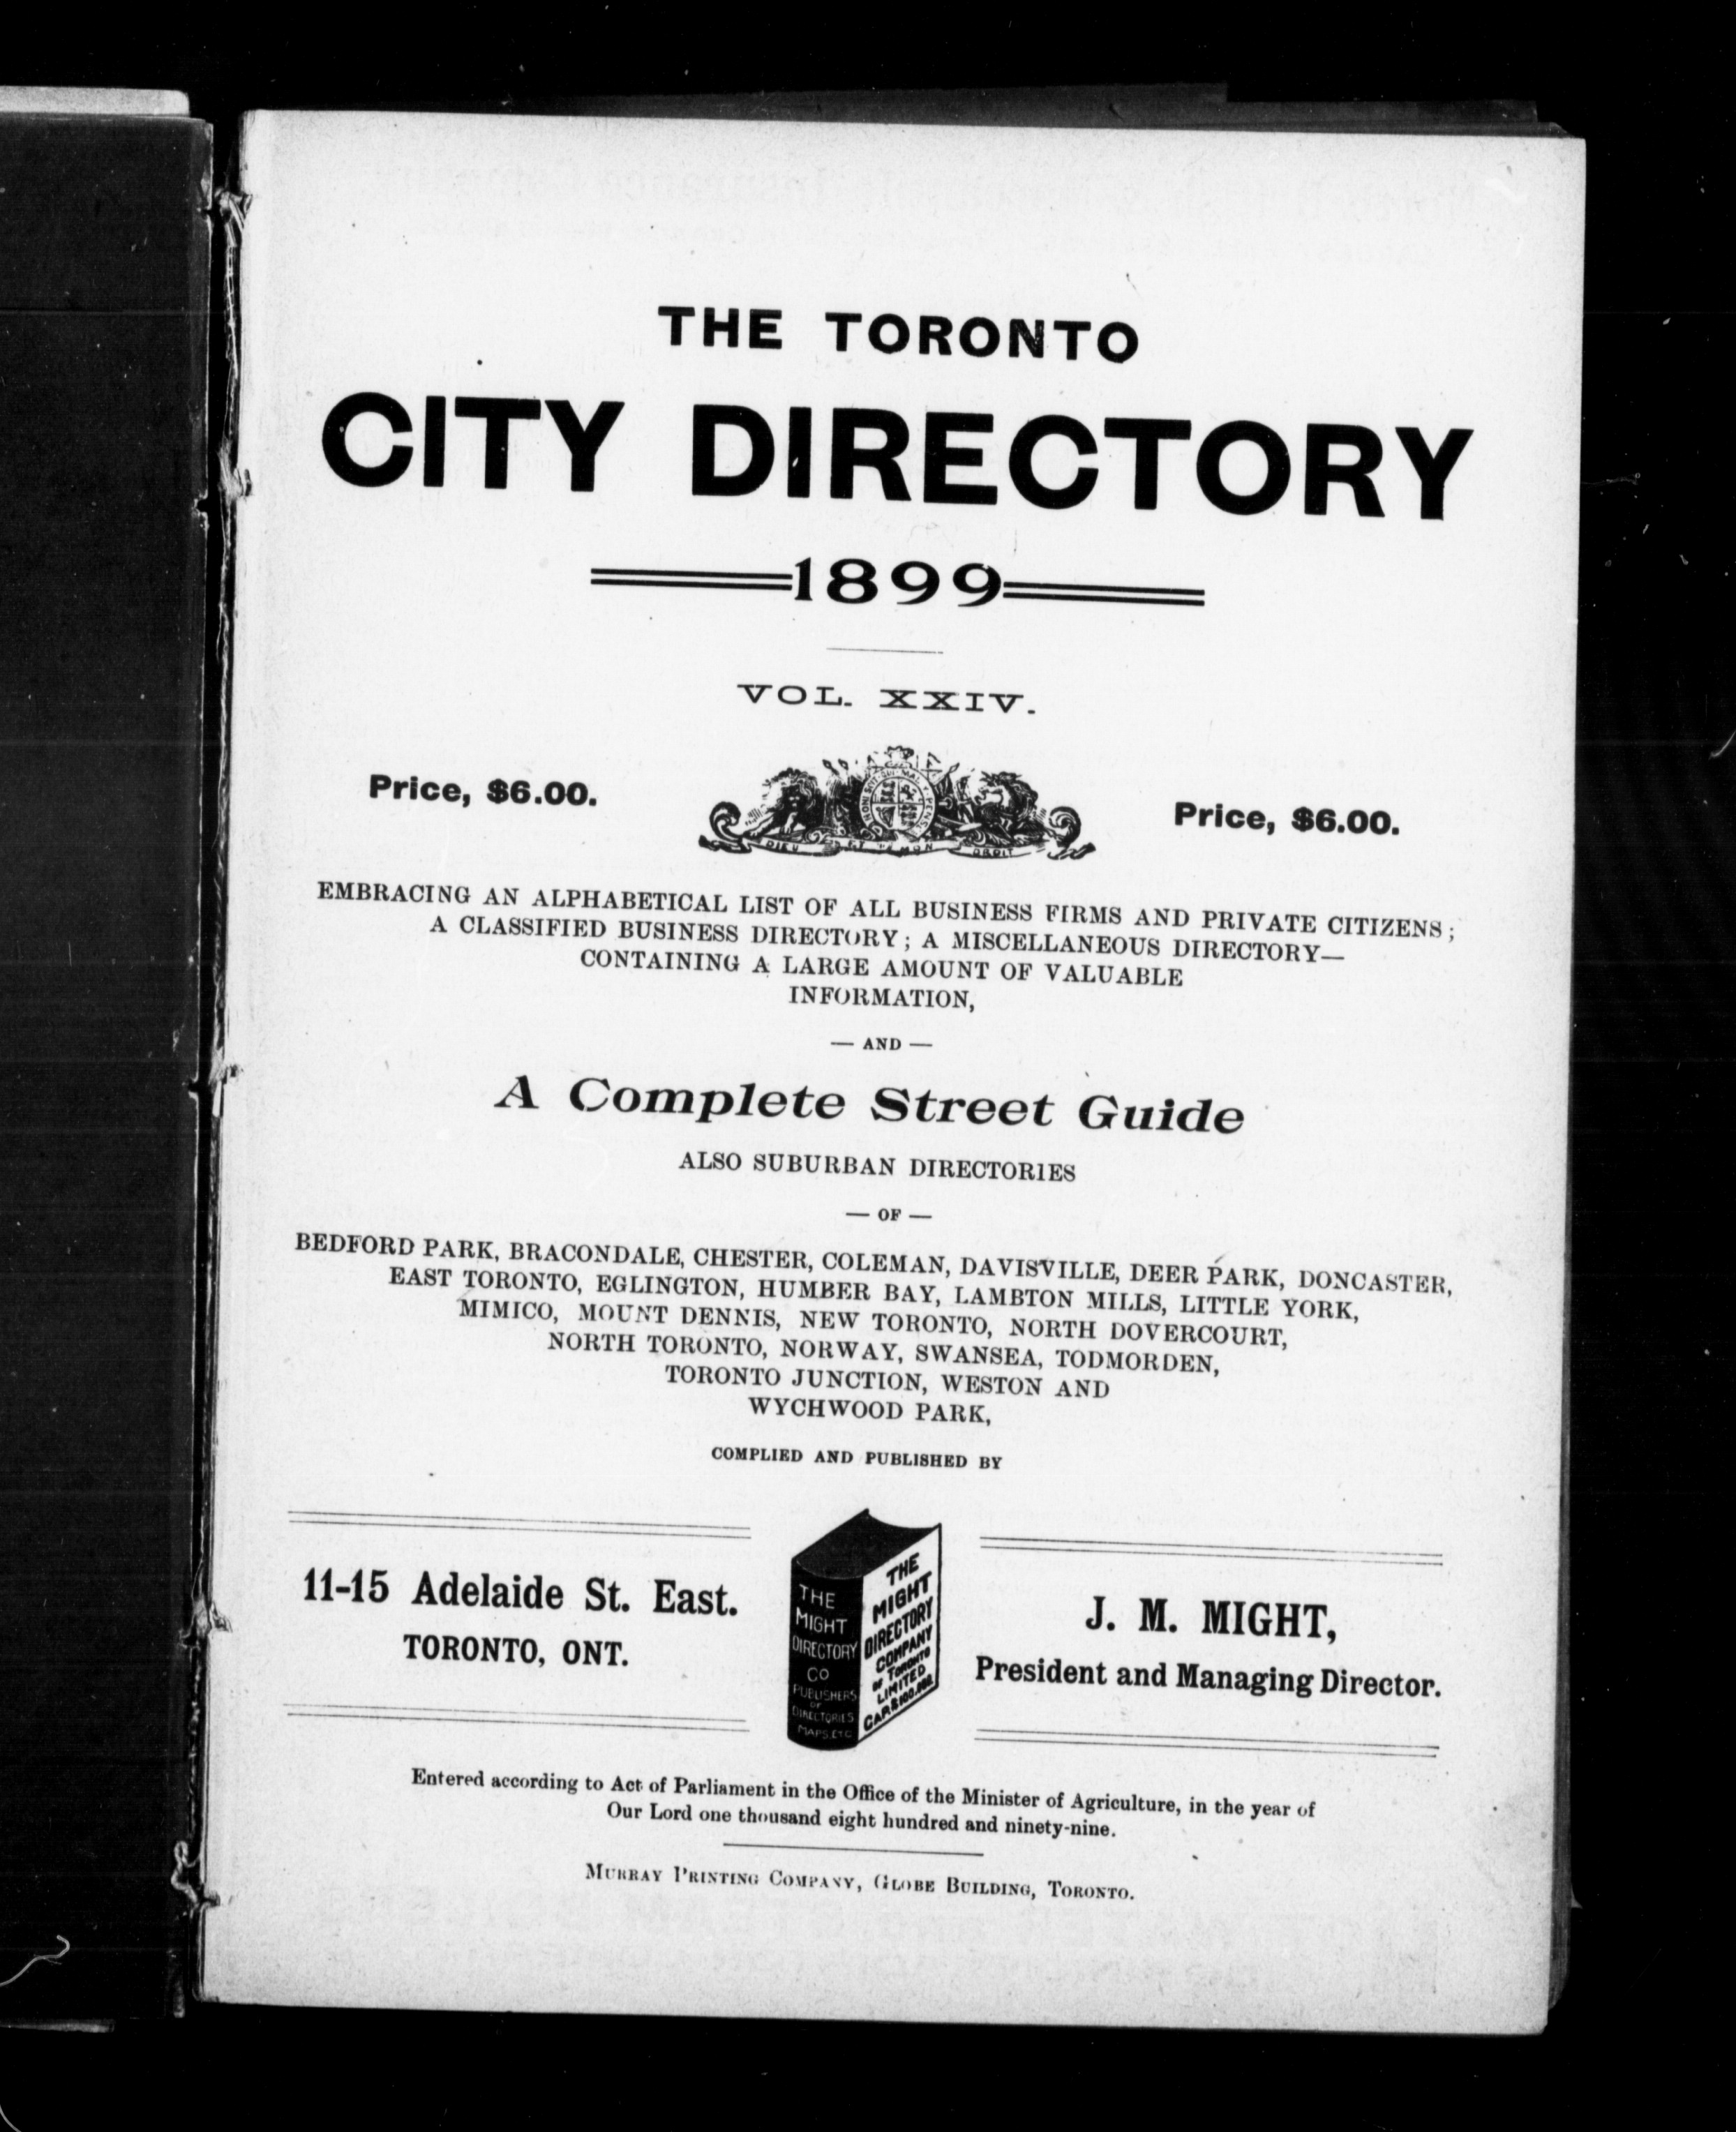 THE TORONTO
CITY DIRECTORY
1899
VOL. XXIV.
Price, $6.00.
Price, $6.00.
DIEU ET MON DROIT
EMBRACING AN ALPHABETICAL LIST OF ALL BUSINESS FIRMS AND PRIVATE CITIZENS;
A CLASSIFIED BUSINESS DIRECTORY; A MISCELLANEOUS DIRECTORY—
CONTAINING A LARGE AMOUNT OF VALUABLE
INFORMATION,
— AND —
A Complete Street Guide
ALSO SUBURBAN DIRECTORIES
— OF —
BEDFORD PARK, BRACONDALE, CHESTER, COLEMAN, DAVISVILLE, DEER PARK, DONCASTER,
EAST TORONTO, EGLINGTON, HUMBER BAY, LAMBTON MILLS, LITTLE YORK,
MIMICO, MOUNT DENNIS, NEW TORONTO, NORTH DOVERCOURT,
NORTH TORONTO, NORWAY, SWANSEA, TODMORDEN,
TORONTO JUNCTION, WESTON AND
WYCHWOOD PARK,
COMPLIED AND PUBLISHED BY
11-15 Adelaide St. East.
TORONTO, ONT.
THE
MIGHT
DIRECTORY
CO
PUBLISHERS
OF
DIRECTORIES
MAPS. ETC
THE
MIGHT
DIRECTORY
COMPANY
OF TORONTO
LIMITED
J. M. MIGHT,
President and Managing Director.
Entered according to Act of Parliament in the Office of the Minister of Agriculture, in the year of
Our Lord one thousand eight hundred and ninety-nine.
MURRAY PRINTING COMPANY, GLOBE BUILDING, TORONTO.